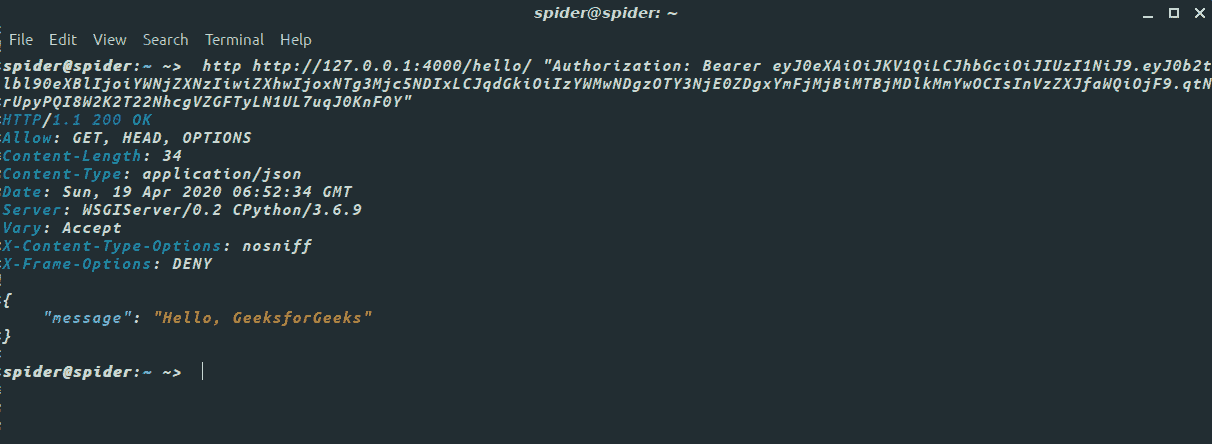 spider@spider: ~
File Edit View Search Terminal Help
spider@spider:~ ~> http http://127.0.0.1:4000/hello/ "Authorization: Bearer eyJ0eXAiOiJKV1QiLCJhbGciOiJIUzI1NiJ9.eyJ0b2t
lbl90eXBlIjoiYWNjZXNzIiwiZXhwIjoxNTg3Mjc5NDIxLCJqdGkiOiIzYWMwNDgzOTY3NjE0ZDgxYmFjMjBiMTBjMDlkMmYwOCIsInVzZXJfaWQiOjF9.qtN
rUpyPQI8W2K2T22NhcgVZGFTyLN1UL7uqJ0KnF0Y"
HTTP/1.1 200 OK
Allow: GET, HEAD, OPTIONS
Content-Length: 34
Content-Type: application/json
Date: Sun, 19 Apr 2020 06:52:34 GMT
Server: WSGIServer/0.2 CPython/3.6.9
Vary: Accept
X-Content-Type-Options: nosniff
X-Frame-Options: DENY
{
"message": "Hello, GeeksforGeeks"
}
spider@spider:~ ~>